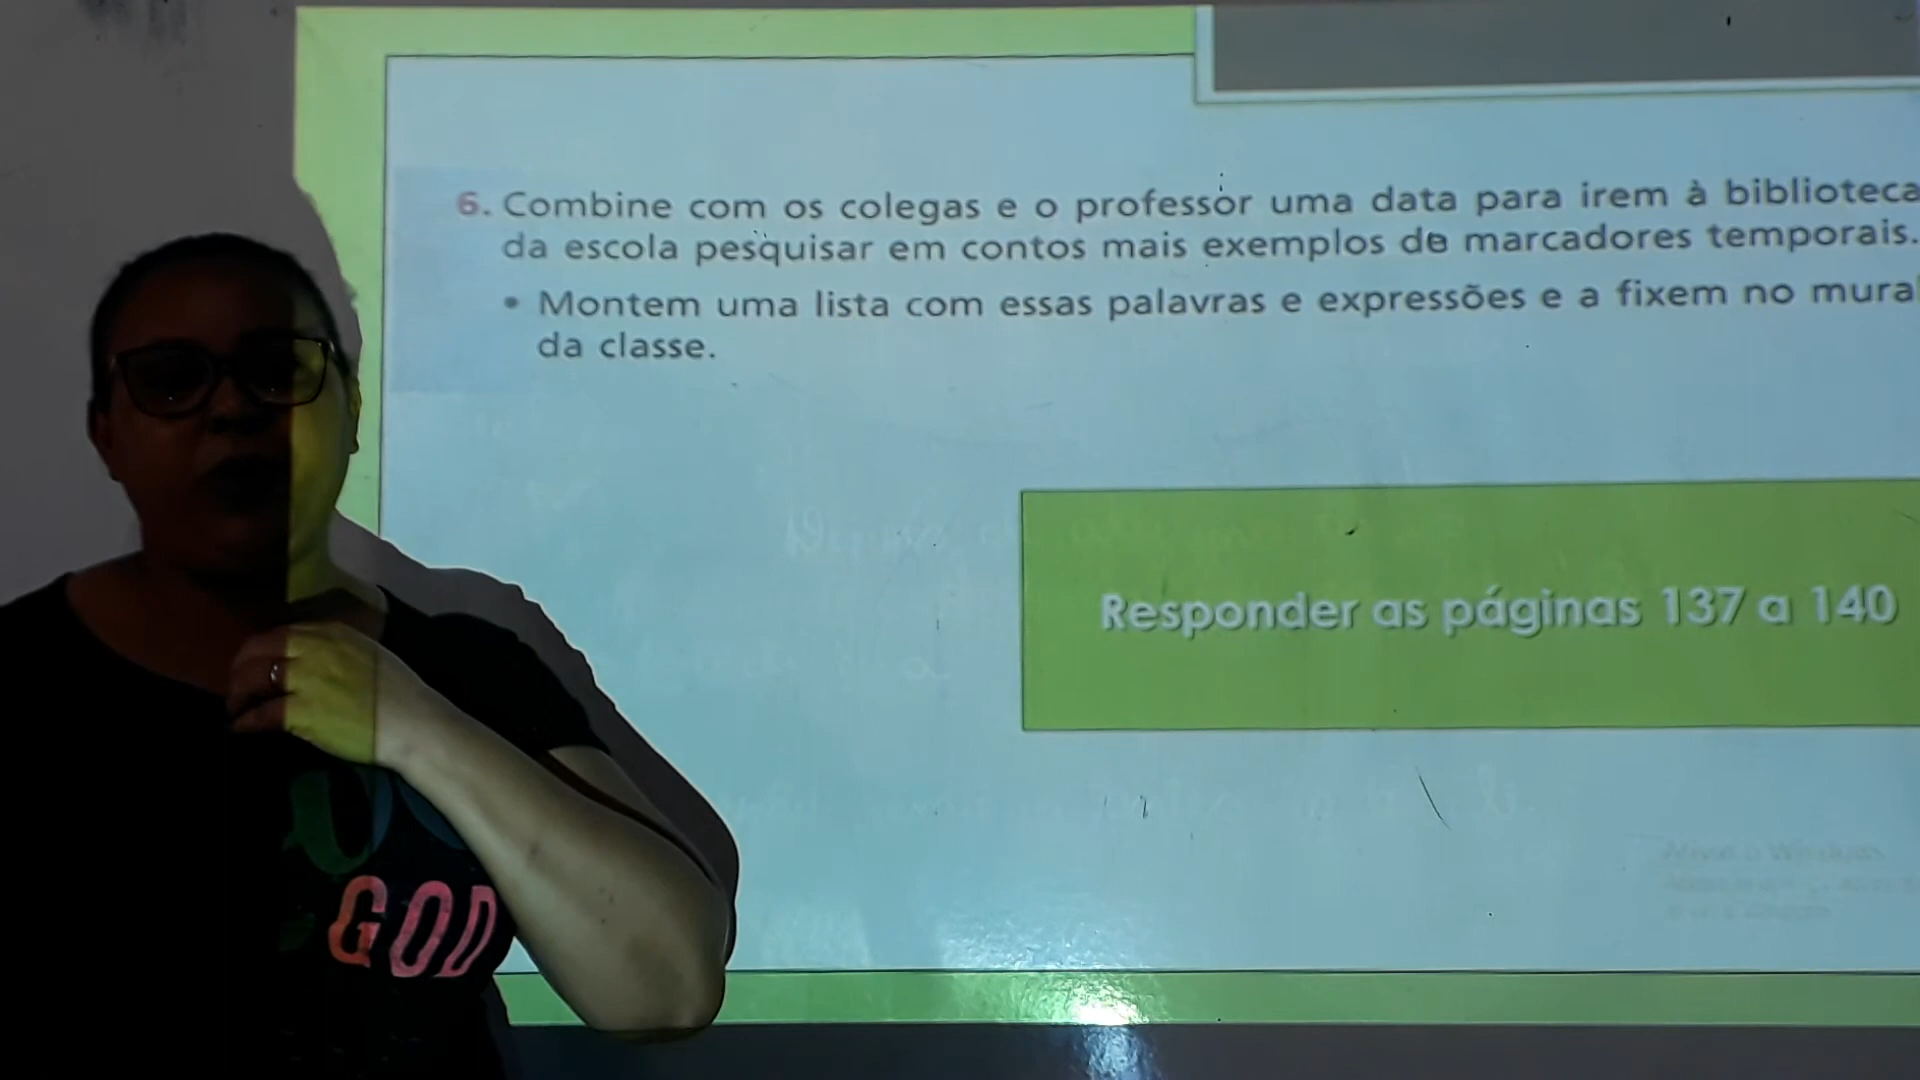 6. Combine com os colegas e o professor uma data para irem à biblioteca
da escola pesquisar em contos mais exemplos de marcadores temporais.
• Montem uma lista com essas palavras e expressões e a fixem no mural
da classe.
Responder as páginas 137 a 140
GOD